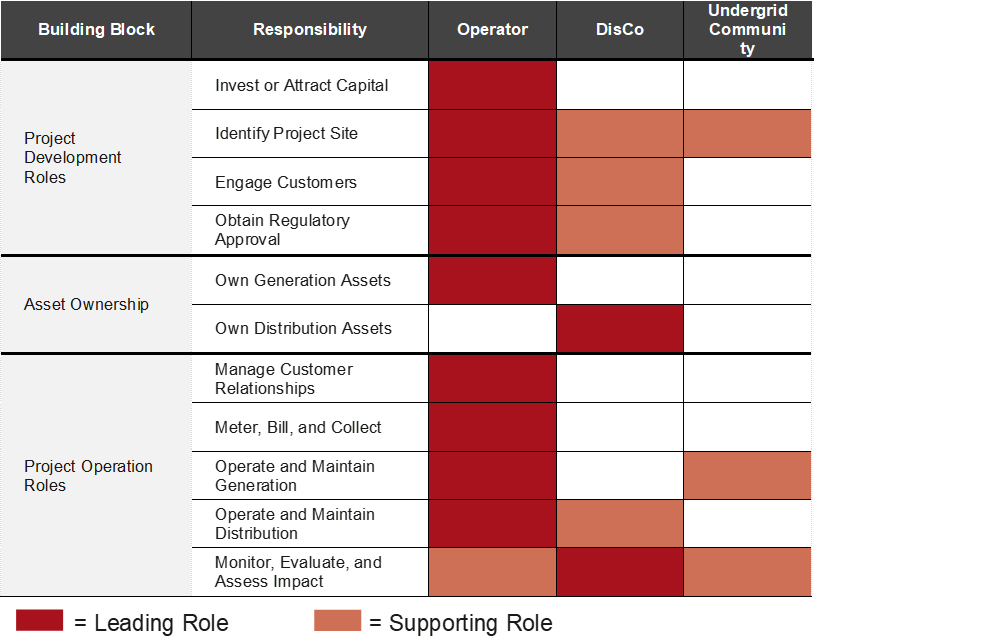 Building Block
Responsibility
Operator
DisCo
Undergrid
Communi
ty
Project
Development
Roles
Invest or Attract Capital
Identify Project Site
Engage Customers
Obtain Regulatory
Approval
Asset Ownership
Own Generation Assets
Own Distribution Assets
Project Operation
Roles
Manage Customer
Relationships
Meter, Bill, and Collect
Operate and Maintain
Generation
Operate and Maintain
Distribution
Monitor, Evaluate, and
Assess Impact
= Leading Role
= Supporting Role